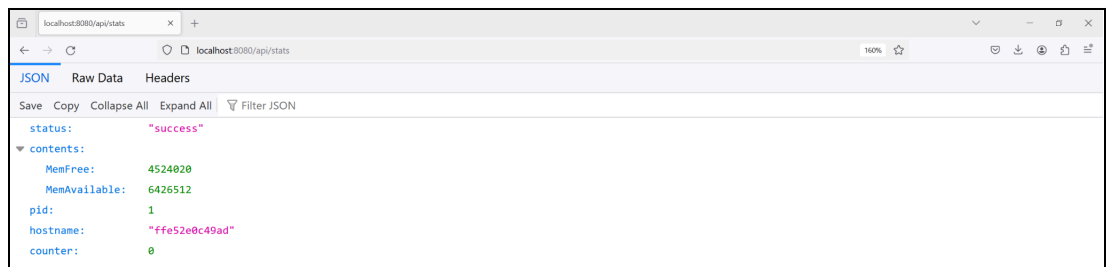 localhost:8080/api/stats
localhost:8080/api/stats 160%
JSON Raw Data Headers
Save Copy Collapse All Expand All Filter JSON
status: "success"
contents:
MemFree: 4524020
MemAvailable: 6426512
pid: 1
hostname: "ffe52e0c49ad"
counter: 0